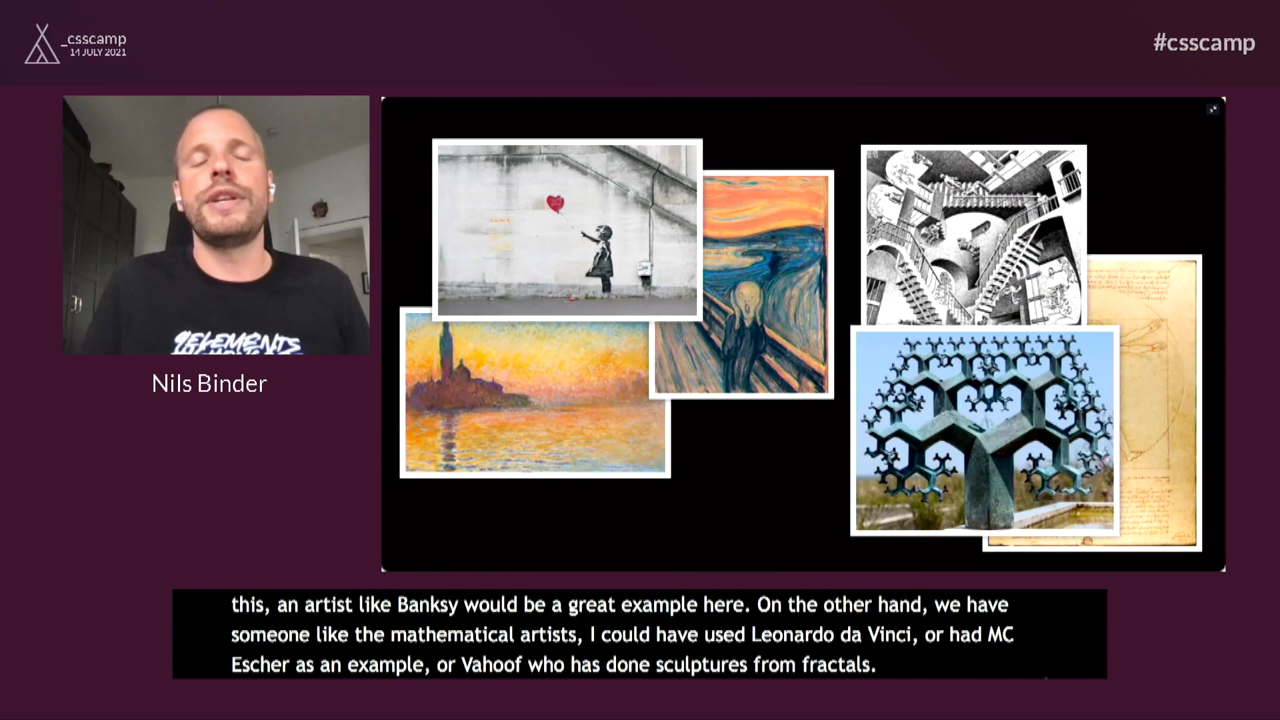 _csscamp
14 JULY 2021
#csscamp
9ELEMENTS
Nils Binder
this, an artist like Banksy would be a great example here. On the other hand, we have
someone like the mathematical artists, I could have used Leonardo da Vinci, or had MC
Escher as an example, or Vahoof who has done sculptures from fractals.